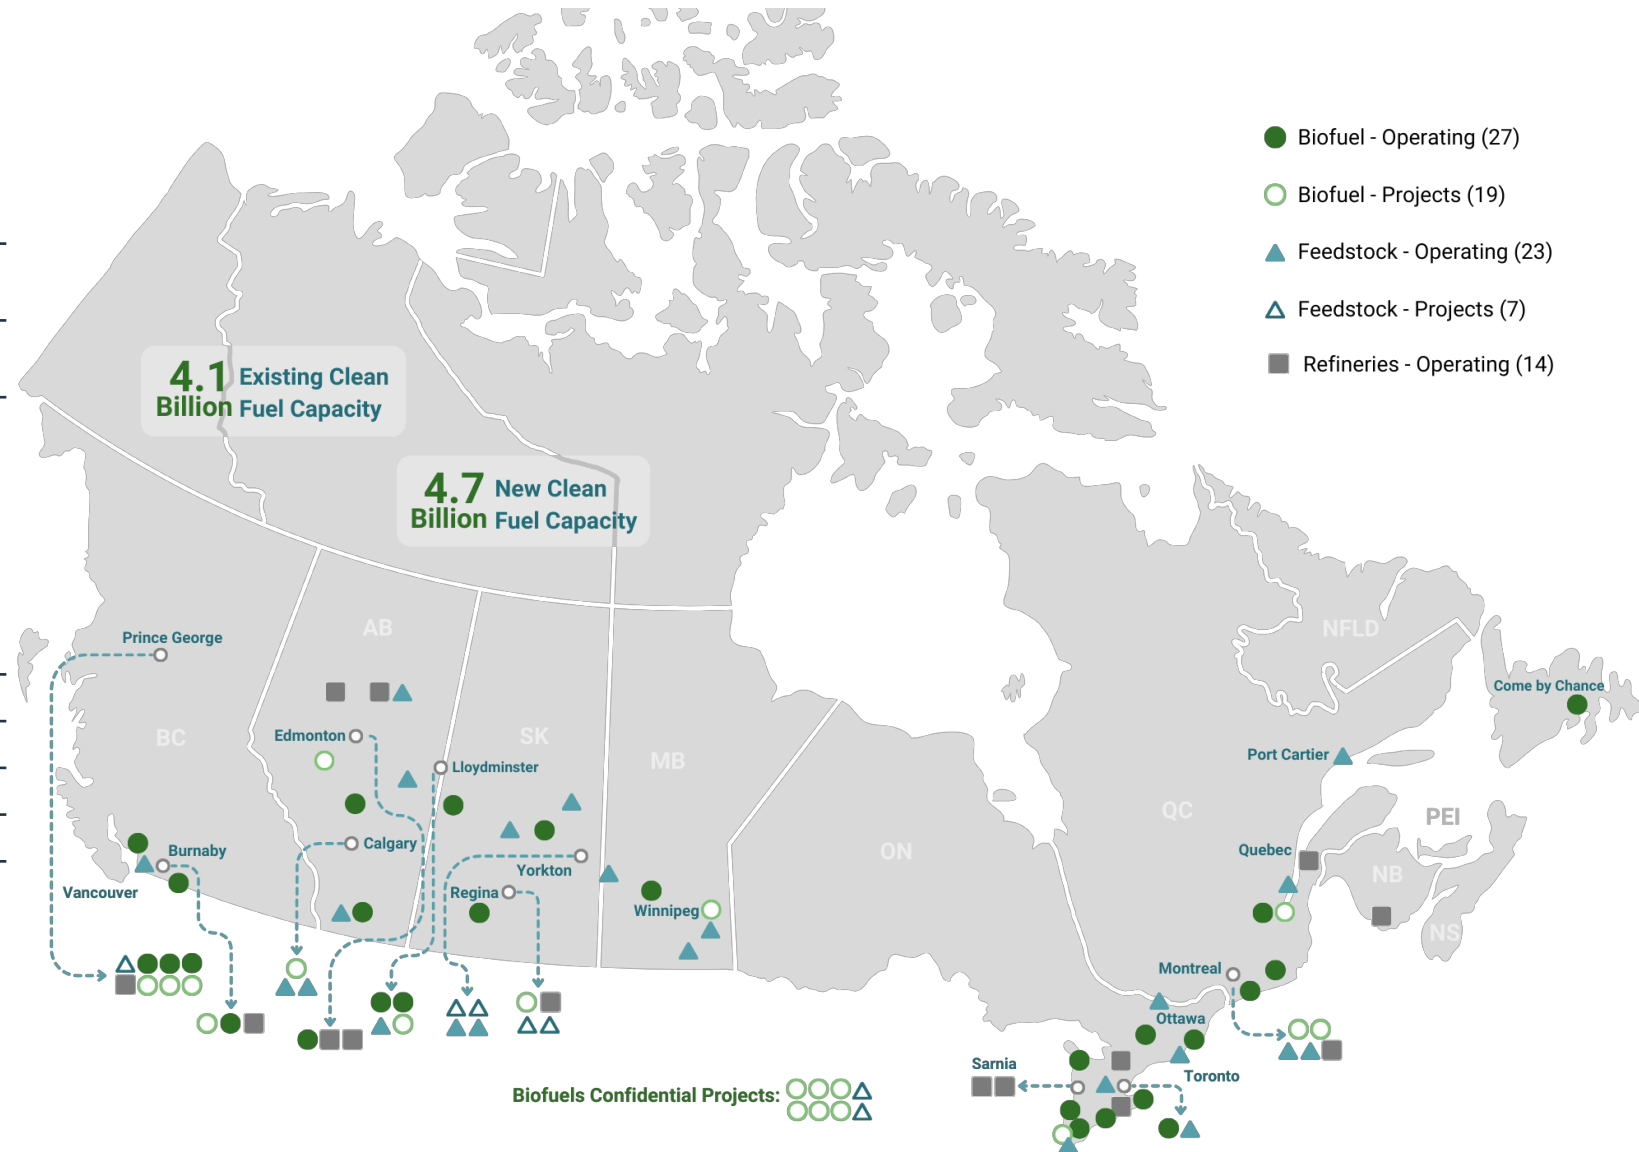 Biofuel - Operating (27)
Biofuel - Projects (19)
Feedstock - Operating (23)
Feedstock - Projects (7)
Refineries - Operating (14)
4.1 Existing Clean
Billion Fuel Capacity
4.7 New Clean
Billion Fuel Capacity
AB
NFLD
Prince George
Come by Chance
BC
Edmonton
SK
Port Cartier
MB
Lloydminster
QC
PEI
Calgary
Burnaby
ON
Quebec
Yorkton
NB
Vancouver
Regina
Winnipeg
NS
Montreal
Ottawa
Sarnia
Toronto
Biofuels Confidential Projects: